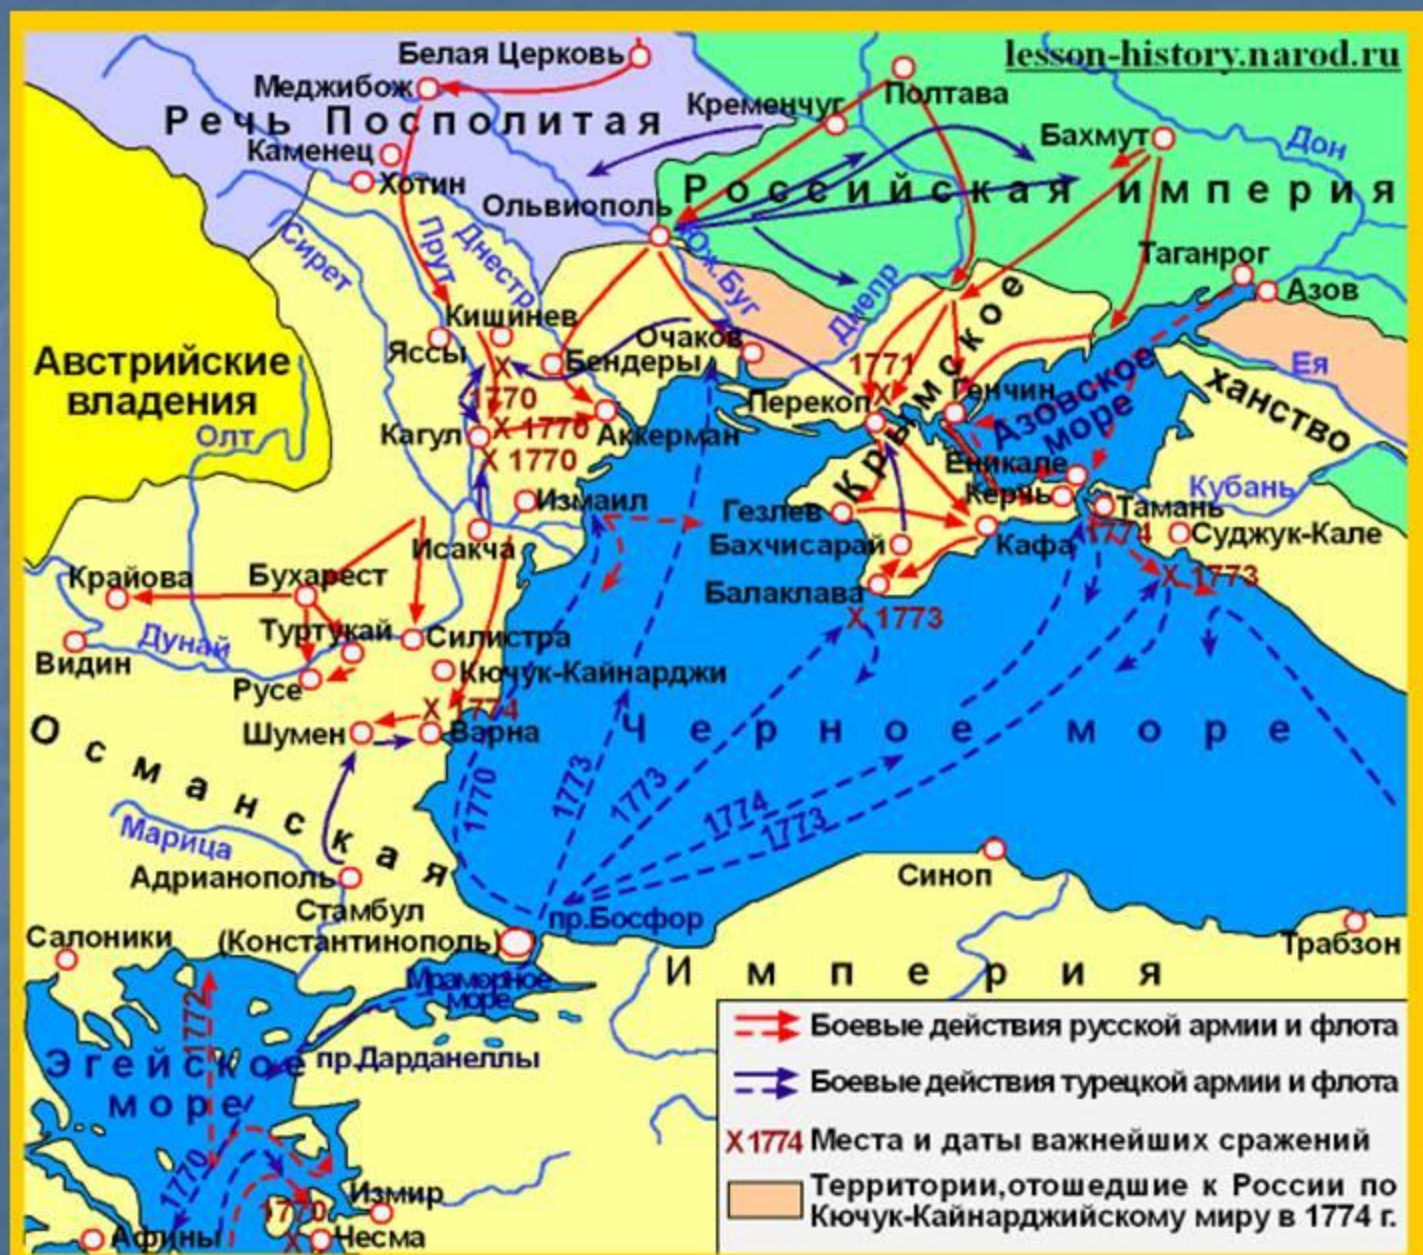 lesson-history.narod.ru
Белая Церковь
Меджибож
Полтава
Кременчуг
Речь Посполитая
Бахмут
Дон
Каменец
Хотин
Российская империя
Ольвиополь
Сирет
Прут
Днестр
Юж.Буг
Днепр
Таганрог
Азов
Кишинев
Очаков
Яссы
Бендеры
Австрийские
владения
1771
X
Ея
X
1770
Перекоп
Генчин
Азовское
море
Крымское
ханство
Олт
Кагул
X 1770
Аккерман
X 1770
Еникале
Керчь
Кубань
Измаил
Гезлев
Тамань
1774
Суджук-Кале
Исакча
Бахчисарай
Кафа
Крайова
Бухарест
Балаклава
X 1773
X 1773
Туртукай
Силистра
Дунай
Видин
Кючук-Кайнарджи
Русе
X 1774
Шумен
Варна
Черное море
Османская
1770
1773
1773
1774
1773
Марица
Адрианополь
Синоп
Стамбул
(Константинополь)
пр.Босфор
Салоники
Трабзон
Империя
Мраморное
море
1772
Эгейское
море
пр.Дарданеллы
1770
Измир
1770
X
Афины
Чесма
Боевые действия русской армии и флота
Боевые действия турецкой армии и флота
X 1774 Места и даты важнейших сражений
Территории,отошедшие к России по
Кючук-Кайнарджийскому миру в 1774 г.